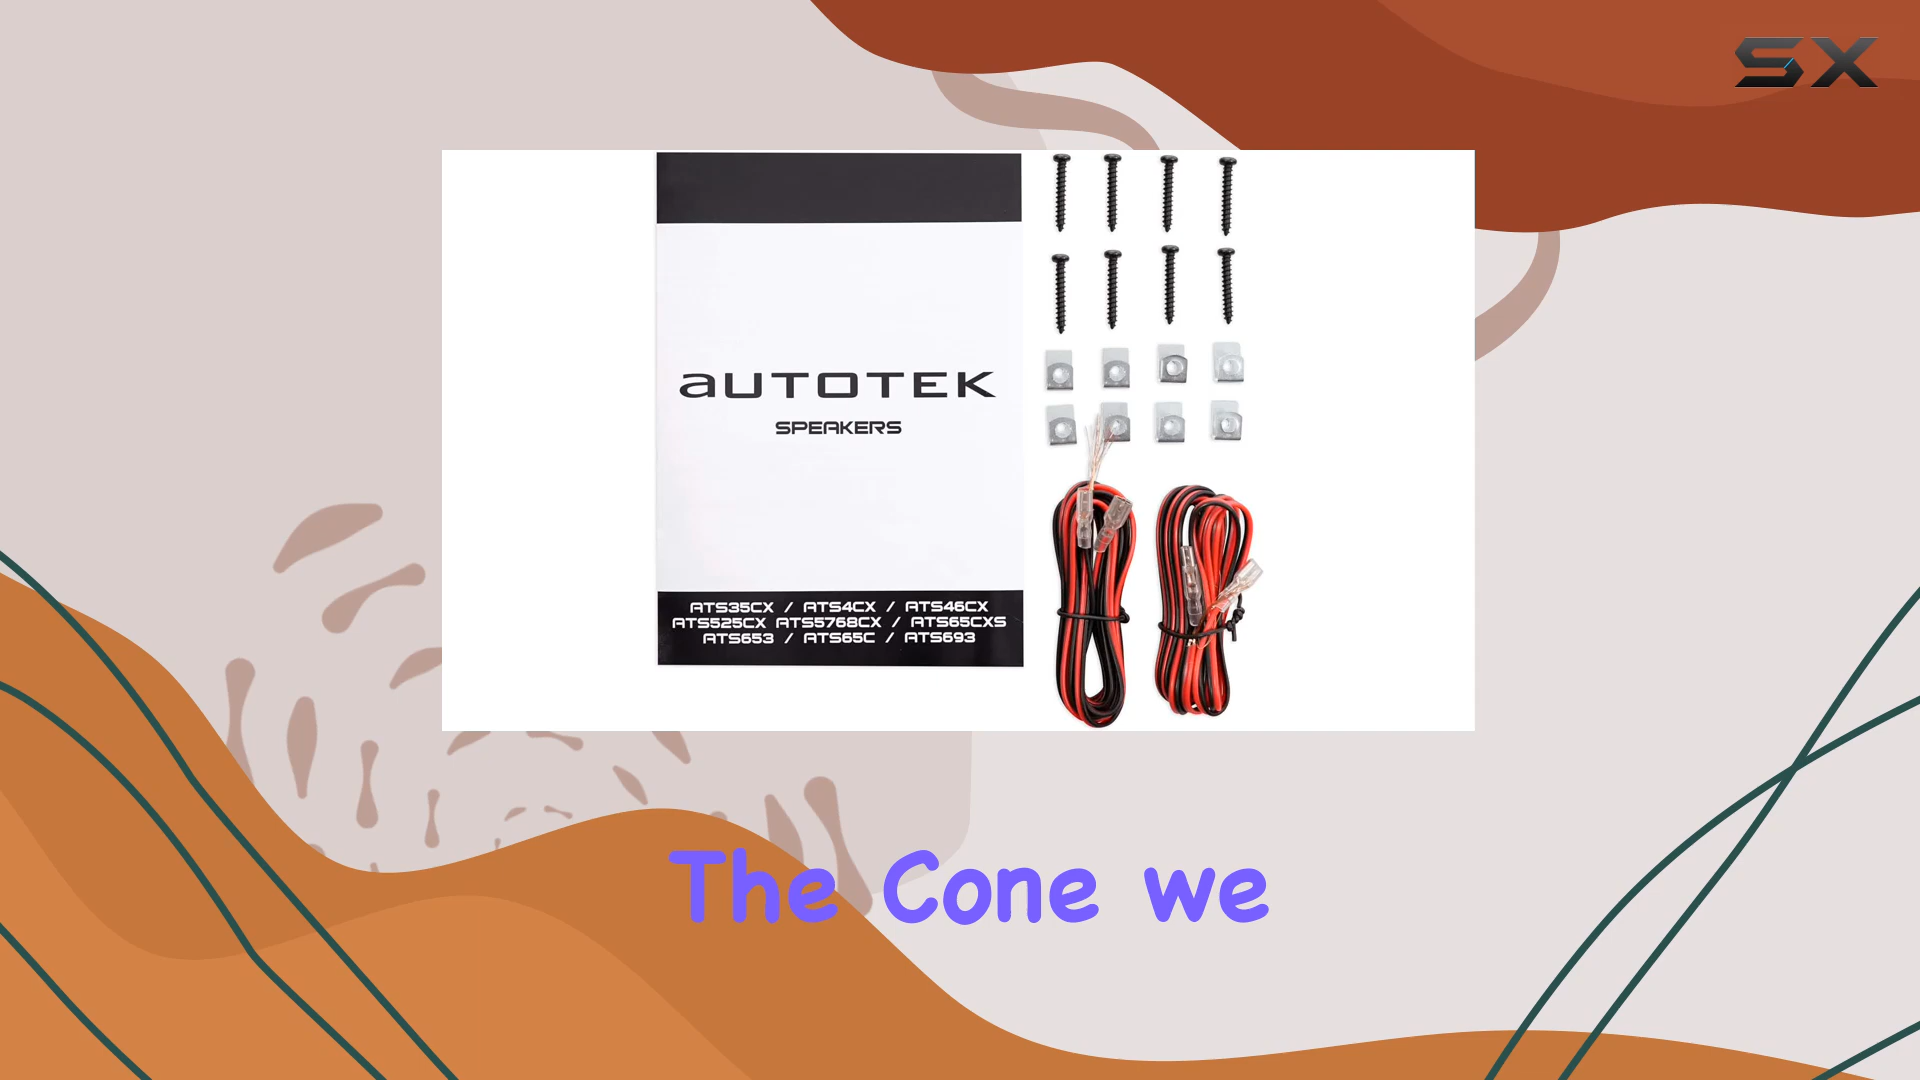 SX
aUTOTEK
SPEAKERS
ATS35CX / ATS4CX / ATS46CX
ATS525CX ATS5768CX / ATS65CXS
ATS653 / ATS65C / ATS693
The Cone we